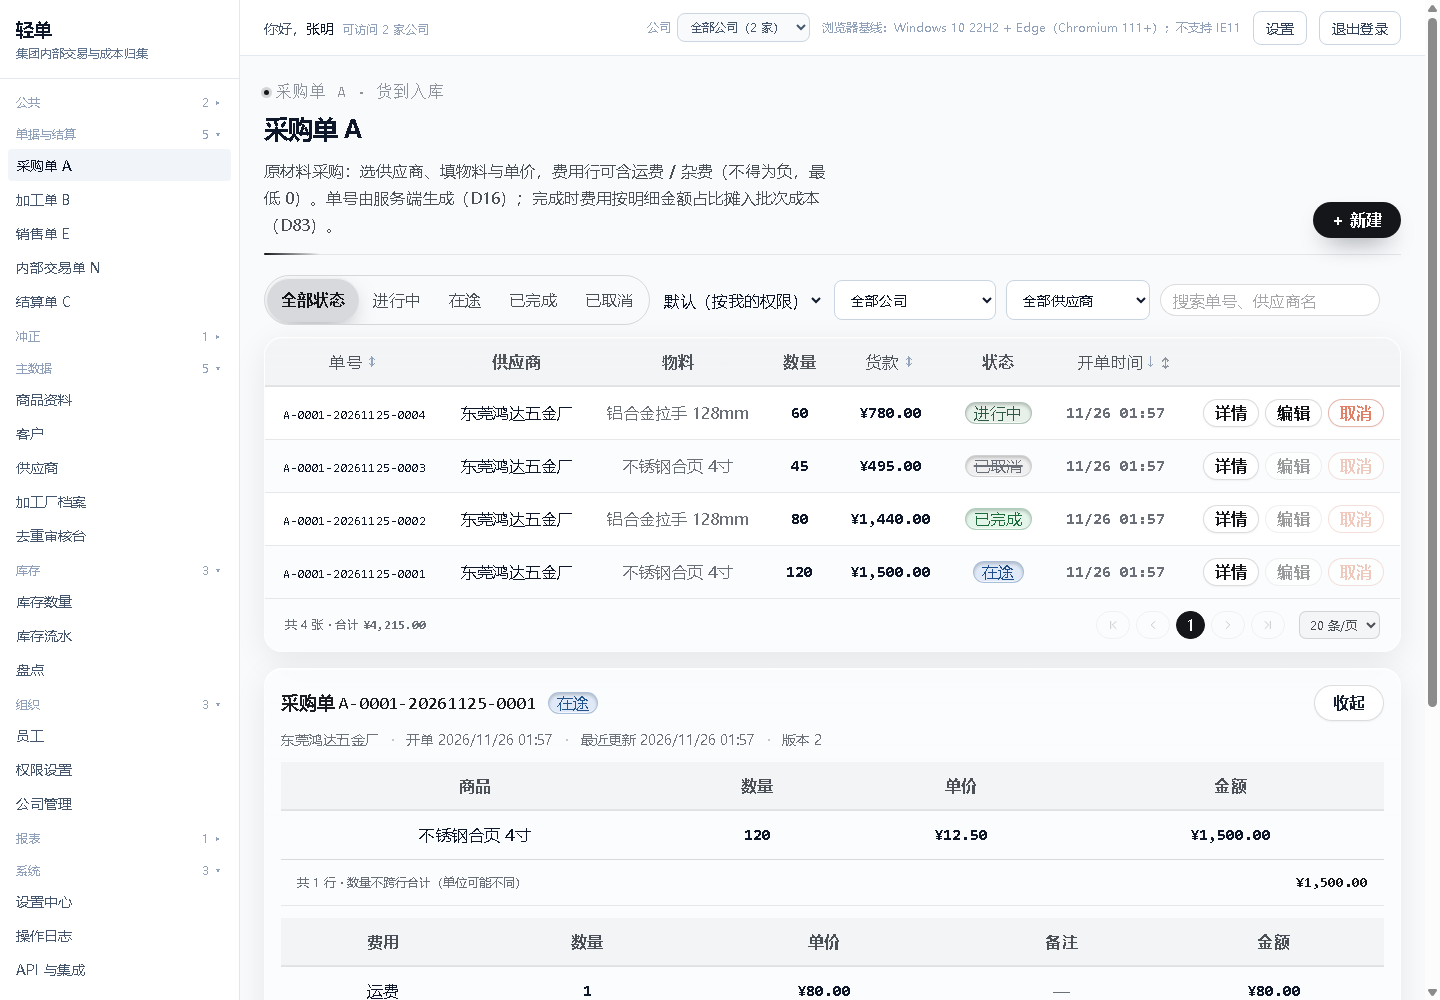 轻单
集团内部交易与成本归集
公共 2
单据与结算 5
采购单 A
加工单 B
销售单 E
内部交易单 N
结算单 C
冲正 1
主数据 5
商品资料
客户
供应商
加工厂档案
去重审核台
库存 3
库存数量
库存流水
盘点
组织 3
员工
权限设置
公司管理
报表 1
系统 3
设置中心
操作日志
API 与集成
你好，张明 可访问 2 家公司
公司 全部公司（2 家） 浏览器基线：Windows 10 22H2 + Edge（Chromium 111+）；不支持 IE11 设置 退出登录
采购单 A - 货到入库
采购单 A
原材料采购：选供应商、填物料与单价，费用行可含运费 / 杂费（不得为负，最
低 0）。单号由服务端生成（D16）；完成时费用按明细金额占比摊入批次成本
（D83）。
+ 新建
全部状态 进行中 在途 已完成 已取消 默认（按我的权限） 全部公司 全部供应商 搜索单号、供应商名
单号 ↕ 供应商 物料 数量 货款 ↕ 状态 开单时间 ↓ ↕
A-0001-20261125-0004 东莞鸿达五金厂 铝合金拉手 128mm 60 ¥780.00 进行中 11/26 01:57 详情 编辑 取消
A-0001-20261125-0003 东莞鸿达五金厂 不锈钢合页 4寸 45 ¥495.00 已取消 11/26 01:57 详情 编辑 取消
A-0001-20261125-0002 东莞鸿达五金厂 铝合金拉手 128mm 80 ¥1,440.00 已完成 11/26 01:57 详情 编辑 取消
A-0001-20261125-0001 东莞鸿达五金厂 不锈钢合页 4寸 120 ¥1,500.00 在途 11/26 01:57 详情 编辑 取消
共 4 张 · 合计 ¥4,215.00 1 20 条/页
采购单 A-0001-20261125-0001 在途 收起
东莞鸿达五金厂 · 开单 2026/11/26 01:57 · 最近更新 2026/11/26 01:57 · 版本 2
商品 数量 单价 金额
不锈钢合页 4寸 120 ¥12.50 ¥1,500.00
共 1 行 · 数量不跨行合计（单位可能不同） ¥1,500.00
费用 数量 单价 备注 金额
运费 1 ¥80.00 — ¥80.00